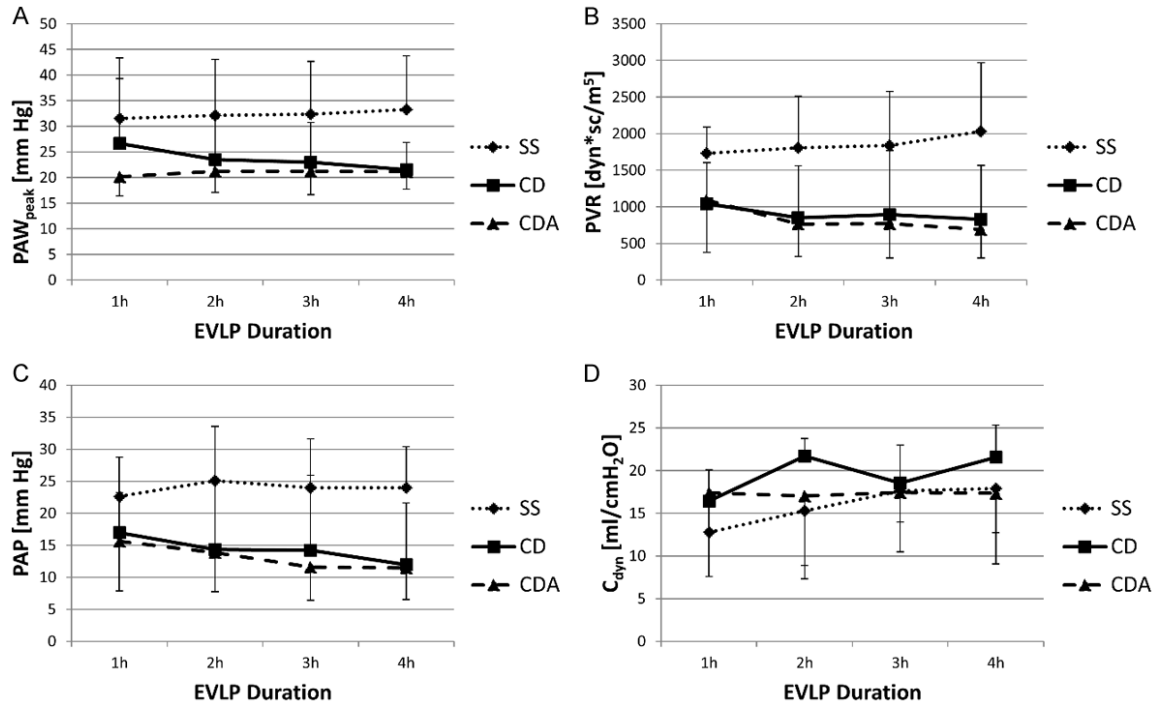 A
50
45
40
35
30
25
20
15
10
5
0
PAWpeak [mm Hg]
1h 2h 3h 4h
EVLP Duration
SS
CD
CDA
B
3500
3000
2500
2000
1500
1000
500
0
PVR [dyn*sc/m⁵]
1h 2h 3h 4h
EVLP Duration
SS
CD
CDA
C
40
35
30
25
20
15
10
5
0
PAP [mm Hg]
1h 2h 3h 4h
EVLP Duration
SS
CD
CDA
D
30
25
20
15
10
5
0
Cdyn [ml/cmH₂O]
1h 2h 3h 4h
EVLP Duration
SS
CD
CDA